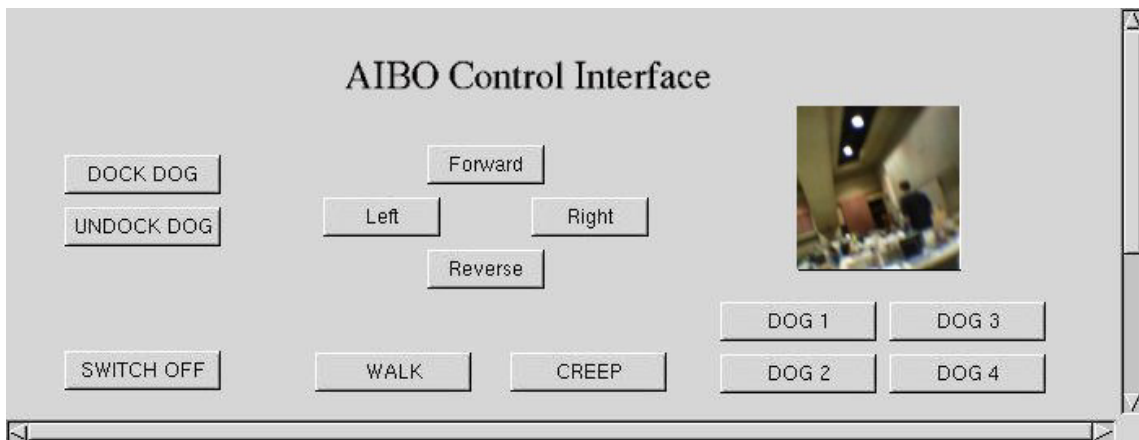 AIBO Control Interface
DOCK DOG
UNDOCK DOG
Forward
Left
Right
Reverse
SWITCH OFF
WALK
CREEP
DOG 1
DOG 3
DOG 2
DOG 4